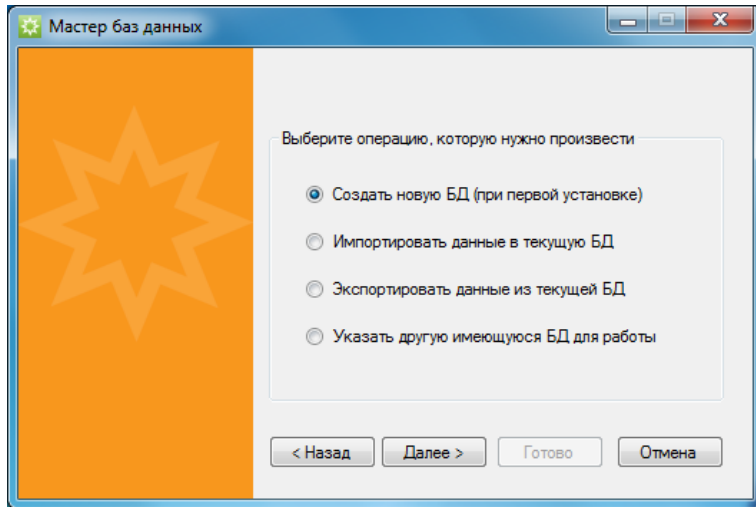 Мастер баз данных
Выберите операцию, которую нужно произвести
Создать новую БД (при первой установке)
Импортировать данные в текущую БД
Экспортировать данные из текущей БД
Указать другую имеющуюся БД для работы
< Назад Далее > Готово Отмена